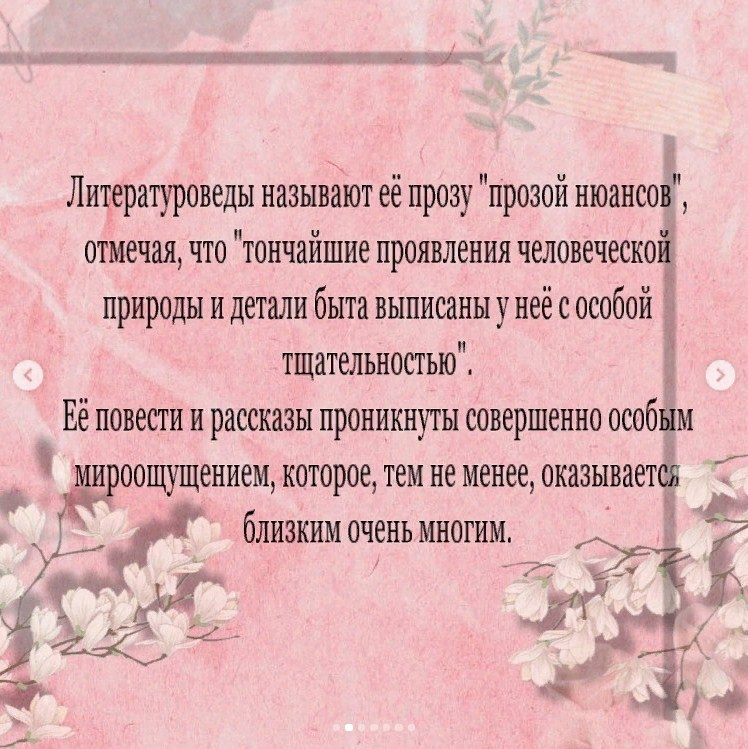 Литературоведы называют её прозу "прозой нюансов",
отмечая, что "тончайшие проявления человеческой
природы и детали быта выписаны у неё с особой
тщательностью".
Её повести и рассказы проникнуты совершенно особым
мироощущением, которое, тем не менее, оказывается
близким очень многим.